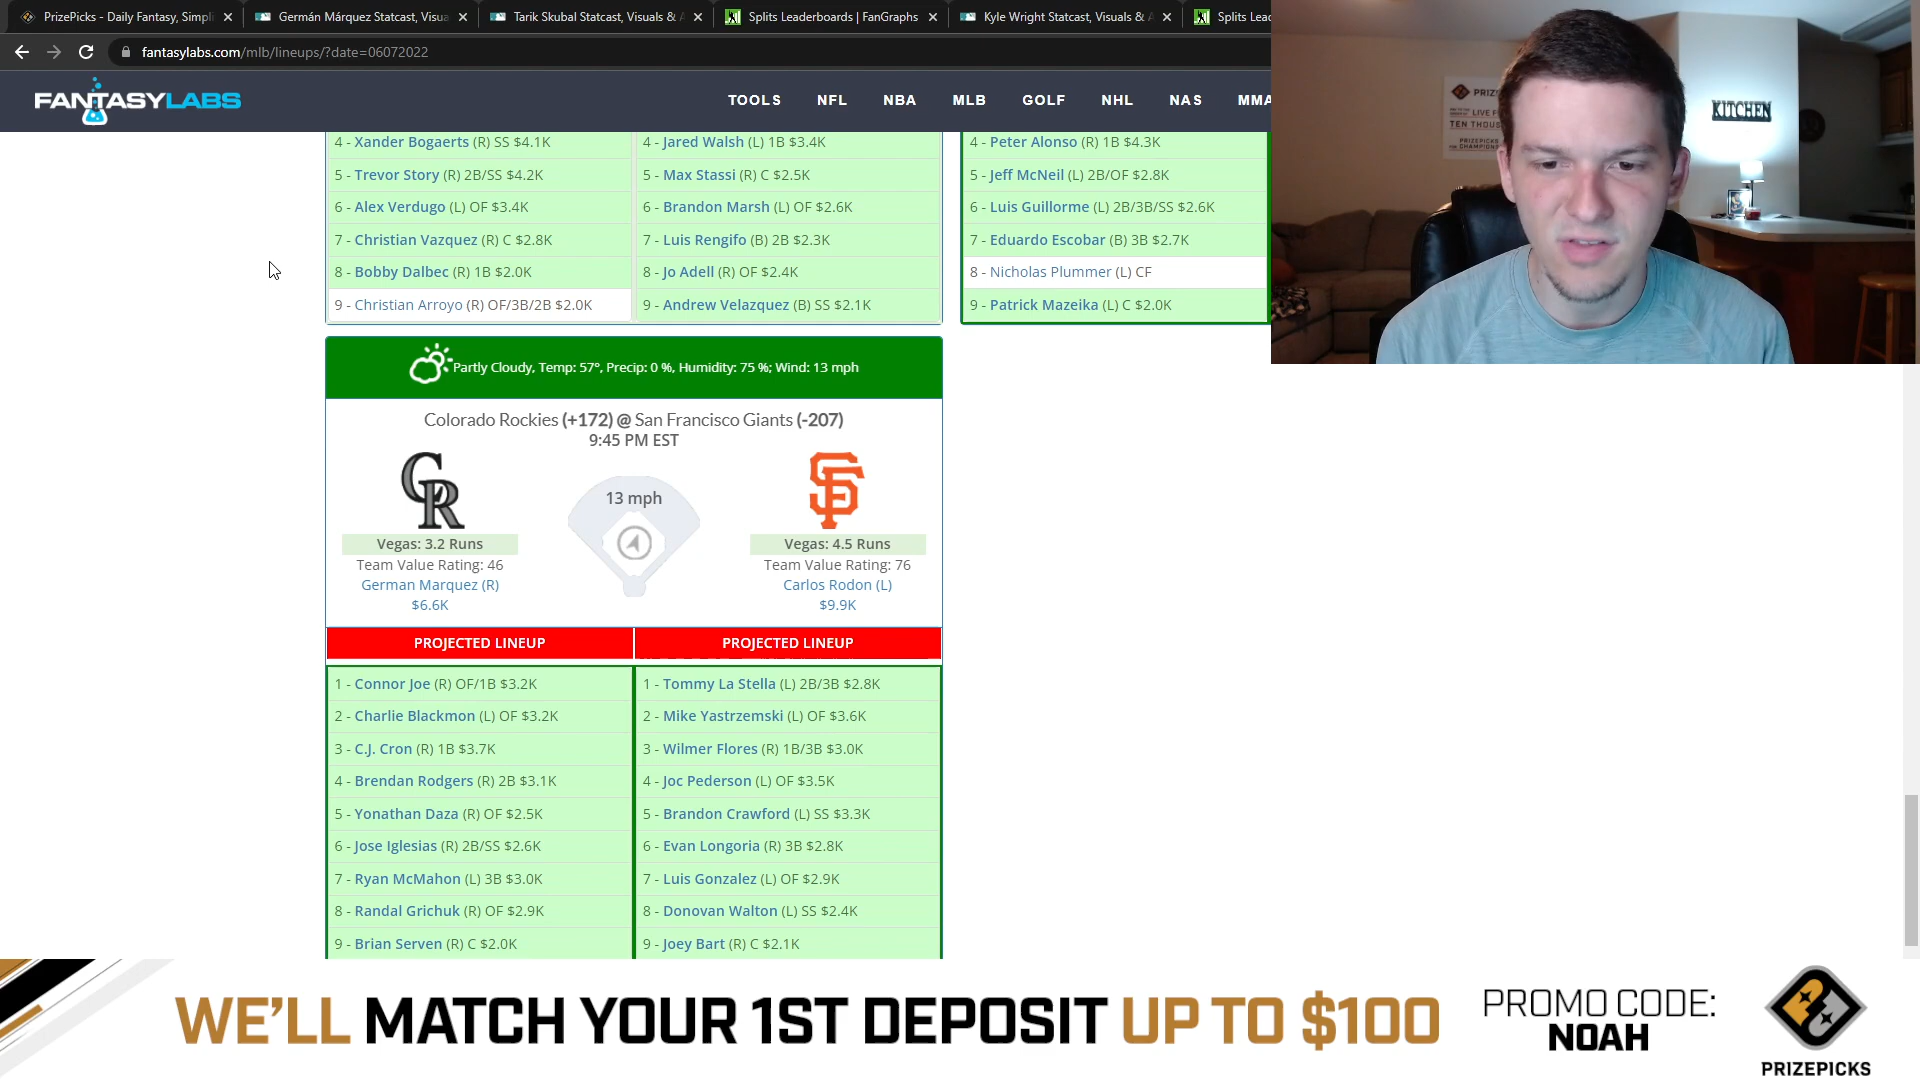 PrizePicks - Daily Fantasy, Simpli
Germán Márquez Statcast, Visua
Tarik Skubal Statcast, Visuals & A
Splits Leaderboards | FanGraphs
Kyle Wright Statcast, Visuals & A
Splits Lea
fantasylabs.com/mlb/lineups/?date=06072022
FANTASYLABS
TOOLS NFL NBA MLB GOLF NHL NAS MMA
4 - Xander Bogaerts (R) SS $4.1K
5 - Trevor Story (R) 2B/SS $4.2K
6 - Alex Verdugo (L) OF $3.4K
7 - Christian Vazquez (R) C $2.8K
8 - Bobby Dalbec (R) 1B $2.0K
9 - Christian Arroyo (R) OF/3B/2B $2.0K
4 - Jared Walsh (L) 1B $3.4K
5 - Max Stassi (R) C $2.5K
6 - Brandon Marsh (L) OF $2.6K
7 - Luis Rengifo (B) 2B $2.3K
8 - Jo Adell (R) OF $2.4K
9 - Andrew Velazquez (B) SS $2.1K
4 - Peter Alonso (R) 1B $4.3K
5 - Jeff McNeil (L) 2B/OF $2.8K
6 - Luis Guillorme (L) 2B/3B/SS $2.6K
7 - Eduardo Escobar (B) 3B $2.7K
8 - Nicholas Plummer (L) CF
9 - Patrick Mazeika (L) C $2.0K
KITCHEN
Partly Cloudy, Temp: 57°, Precip: 0 %, Humidity: 75 %; Wind: 13 mph
Colorado Rockies (+172) @ San Francisco Giants (-207)
9:45 PM EST
CR
13 mph
SF
Vegas: 3.2 Runs
Team Value Rating: 46
German Marquez (R)
$6.6K
Vegas: 4.5 Runs
Team Value Rating: 76
Carlos Rodon (L)
$9.9K
PROJECTED LINEUP
PROJECTED LINEUP
1 - Connor Joe (R) OF/1B $3.2K
2 - Charlie Blackmon (L) OF $3.2K
3 - C.J. Cron (R) 1B $3.7K
4 - Brendan Rodgers (R) 2B $3.1K
5 - Yonathan Daza (R) OF $2.5K
6 - Jose Iglesias (R) 2B/SS $2.6K
7 - Ryan McMahon (L) 3B $3.0K
8 - Randal Grichuk (R) OF $2.9K
9 - Brian Serven (R) C $2.0K
1 - Tommy La Stella (L) 2B/3B $2.8K
2 - Mike Yastrzemski (L) OF $3.6K
3 - Wilmer Flores (R) 1B/3B $3.0K
4 - Joc Pederson (L) OF $3.5K
5 - Brandon Crawford (L) SS $3.3K
6 - Evan Longoria (R) 3B $2.8K
7 - Luis Gonzalez (L) OF $2.9K
8 - Donovan Walton (L) SS $2.4K
9 - Joey Bart (R) C $2.1K
WE'LL MATCH YOUR 1ST DEPOSIT UP TO $100
PROMO CODE:
NOAH
PRIZEPICKS